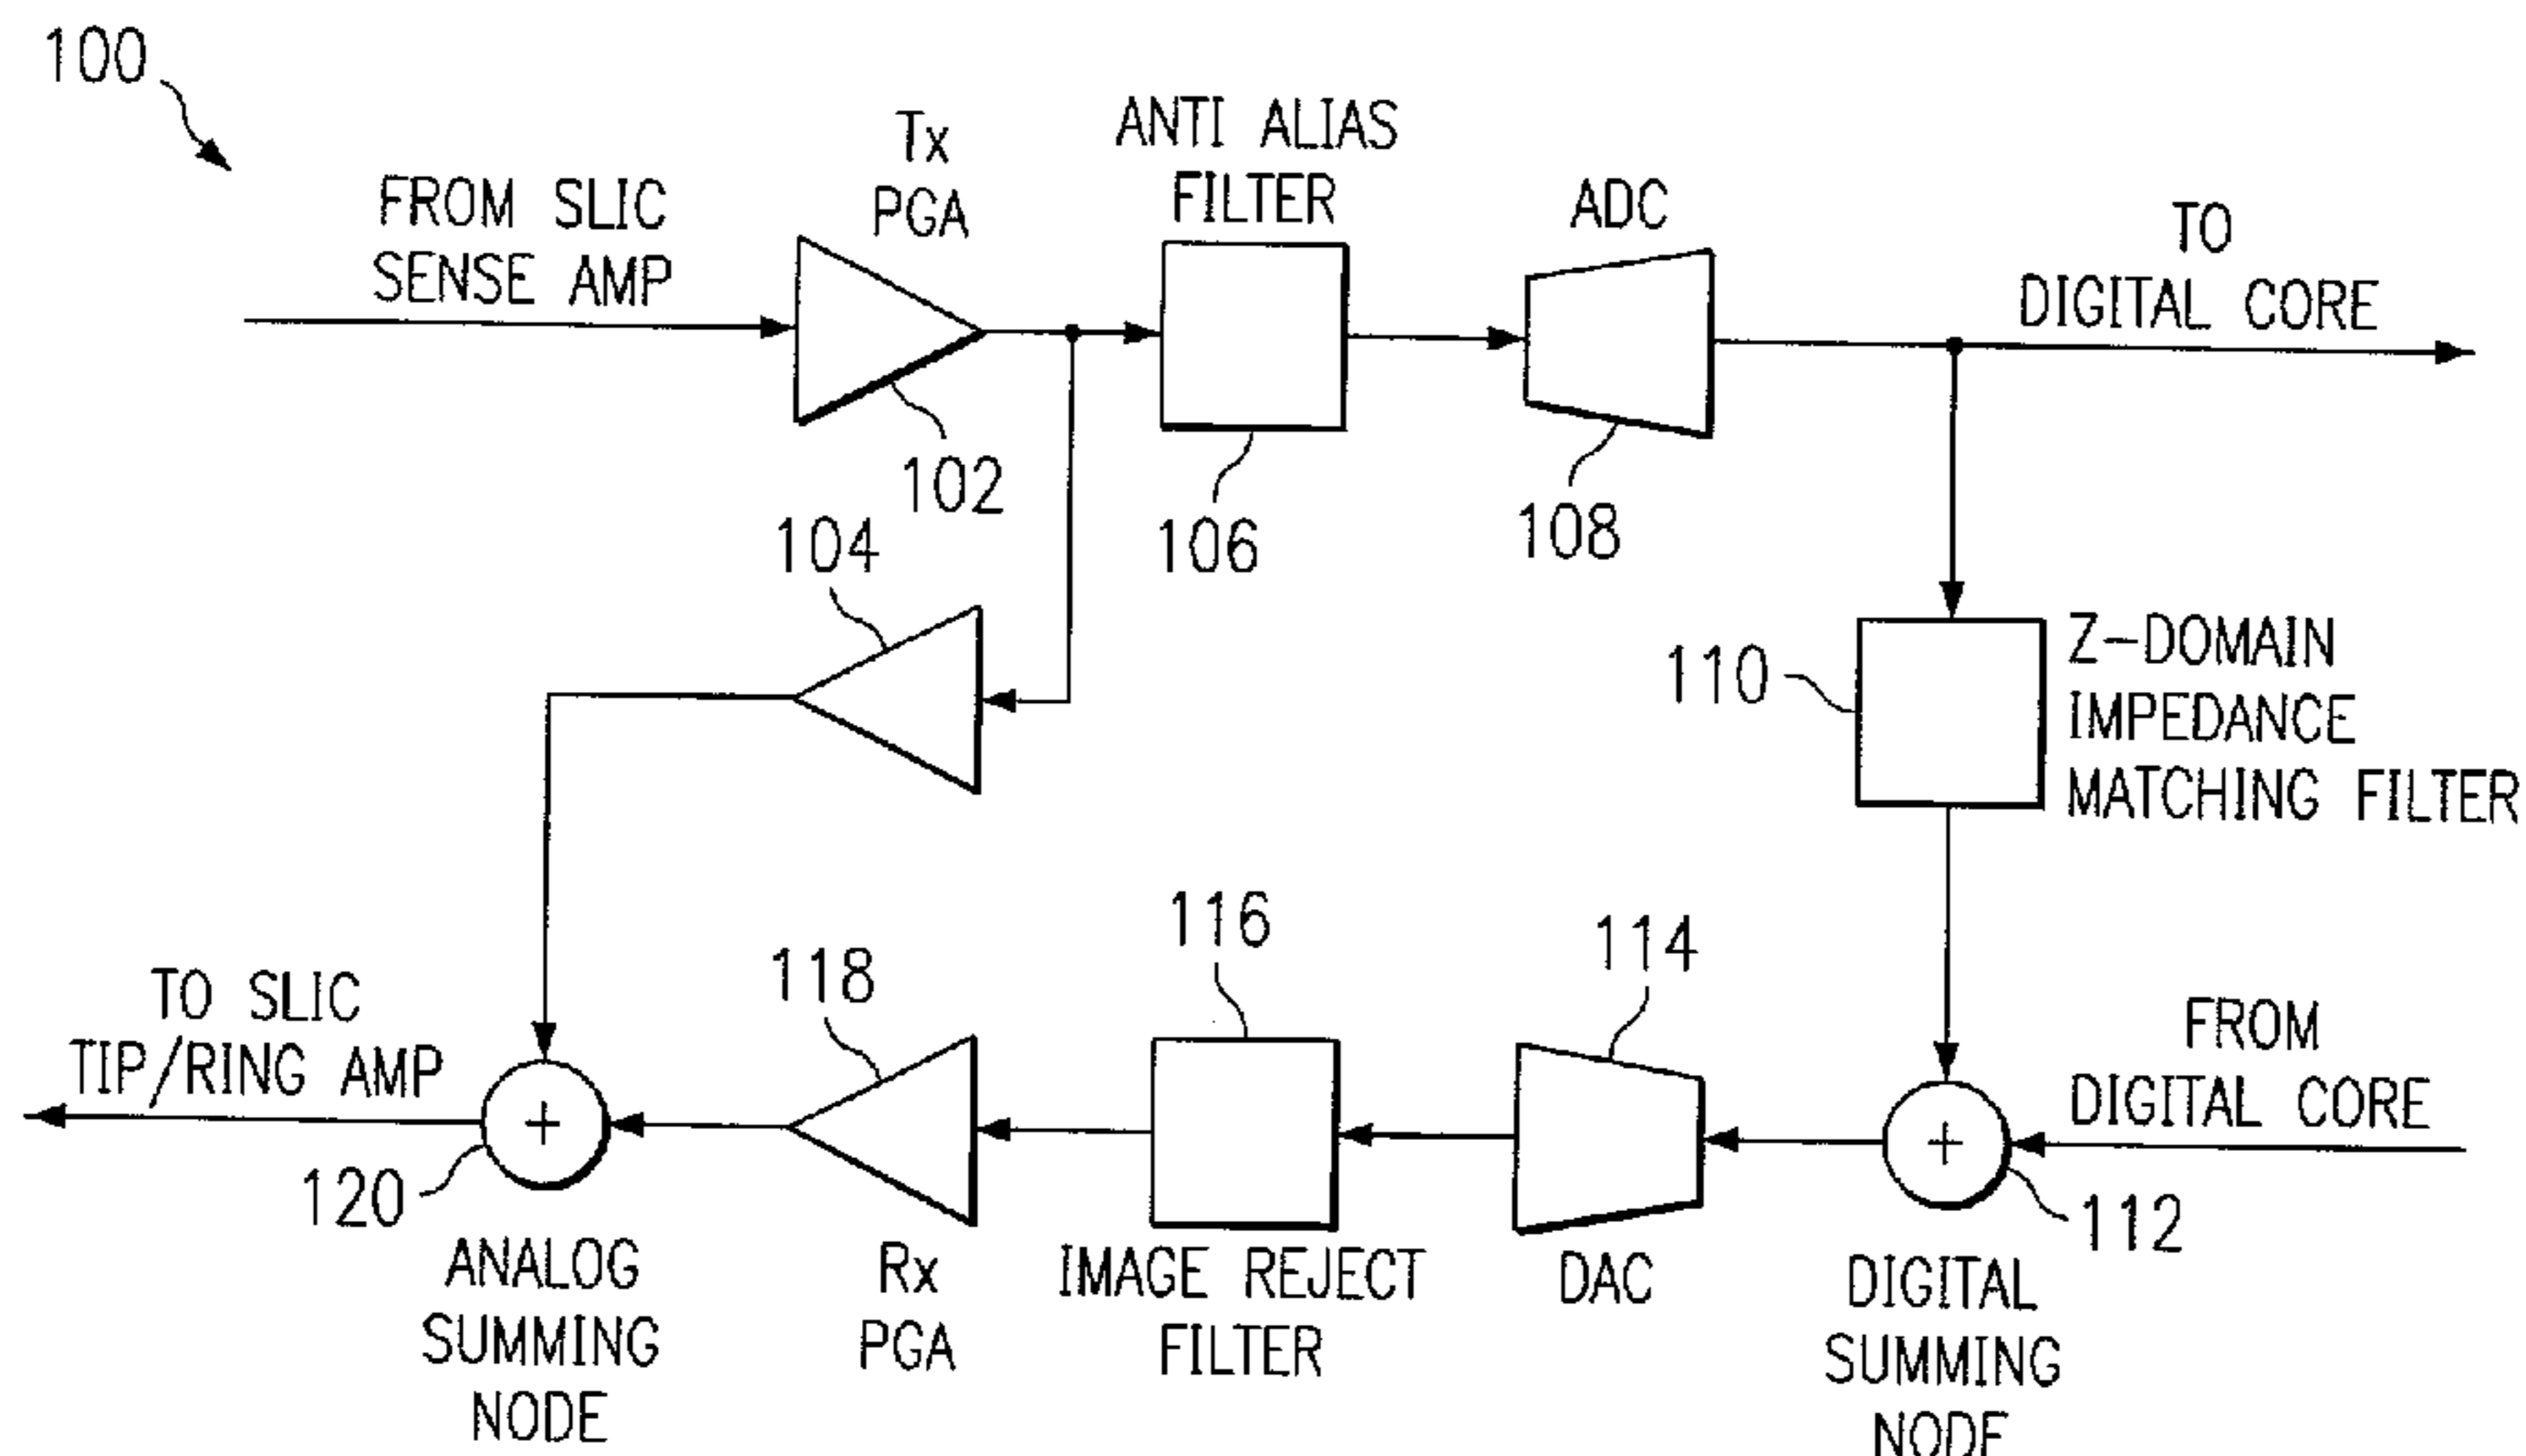 100
FROM SLIC
SENSE AMP
Tx
PGA
102
ANTI ALIAS
FILTER
106
ADC
108
TO
DIGITAL CORE
104
110
Z-DOMAIN
IMPEDANCE
MATCHING FILTER
TO SLIC
TIP/RING AMP
120
ANALOG
SUMMING
NODE
118
Rx
PGA
116
IMAGE REJECT
FILTER
114
DAC
FROM
DIGITAL CORE
112
DIGITAL
SUMMING
NODE
+
+